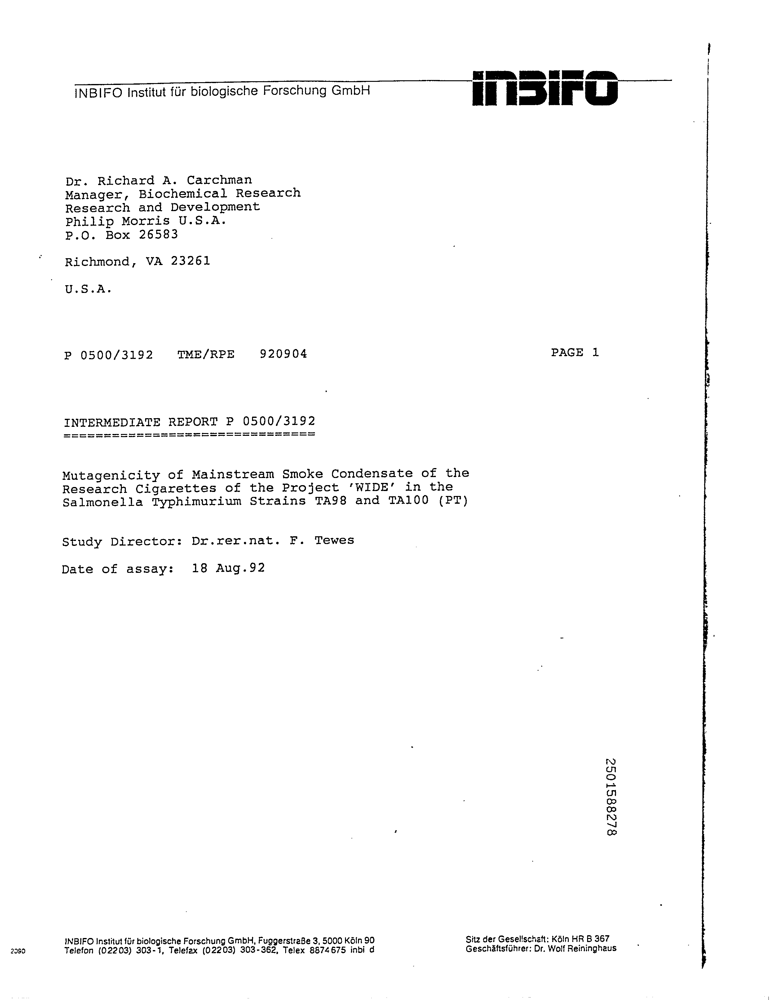 INBIFO Institut für biologische Forschung GmbH
INBIFO
Dr. Richard A. Carchman
Manager, Biochemical Research
Research and Development
Philip Morris U.S.A.
P.O. Box 26583
Richmond, VA 23261
U.S.A.
P 0500/3192 TME/RPE 920904 PAGE 1
INTERMEDIATE REPORT P 0500/3192
===============================
Mutagenicity of Mainstream Smoke Condensate of the
Research Cigarettes of the Project 'WIDE' in the
Salmonella Typhimurium Strains TA98 and TA100 (PT)
Study Director: Dr.rer.nat. F. Tewes
Date of assay: 18 Aug.92
2501588278
INBIFO Institut für biologische Forschung GmbH, Fuggerstraße 3, 5000 Köln 90
Telefon (02203) 303-1, Telefax (02203) 303-362, Telex 8874675 inbi d
Sitz der Gesellschaft: Köln HR B 367
Geschäftsführer: Dr. Wolf Reininghaus
2090